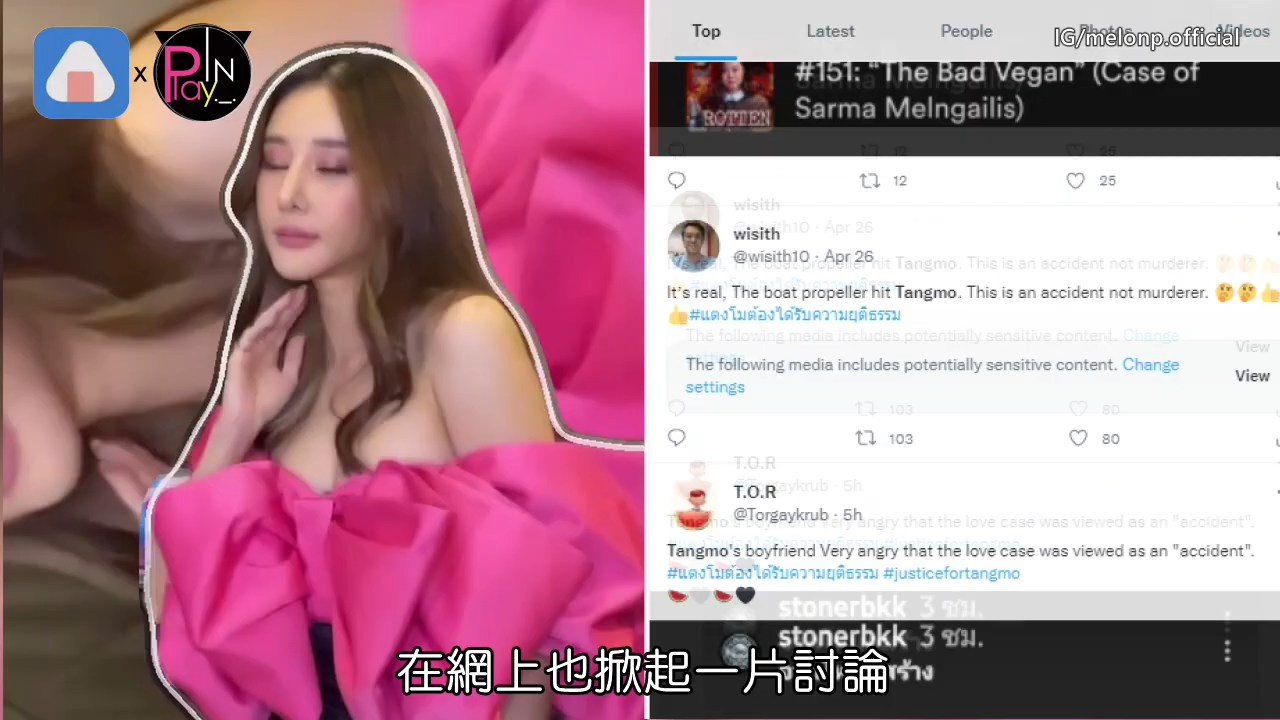 x
PlayIN
Top
Latest
People
Videos
IG/melonp.official
#151: “The Bad Vegan” (Case of
Sarma Melngailis)
ROTTEN
12
25
wisith
@wisith10 · Apr 26
It's real, The boat propeller hit Tangmo. This is an accident not murderer. 🤔🤔👍
👍#แตงโมต้องได้รับความยุติธรรม
The following media includes potentially sensitive content. Change
settings
View
103
80
T.O.R
@Torgaykrub · 5h
Tangmo's boyfriend Very angry that the love case was viewed as an "accident".
#แตงโมต้องได้รับความยุติธรรม #justicefortangmo
🍉🖤🍉🖤
stonerbkk 3 ชม.
stonerbkk 3 ชม.
在網上也掀起一片討論